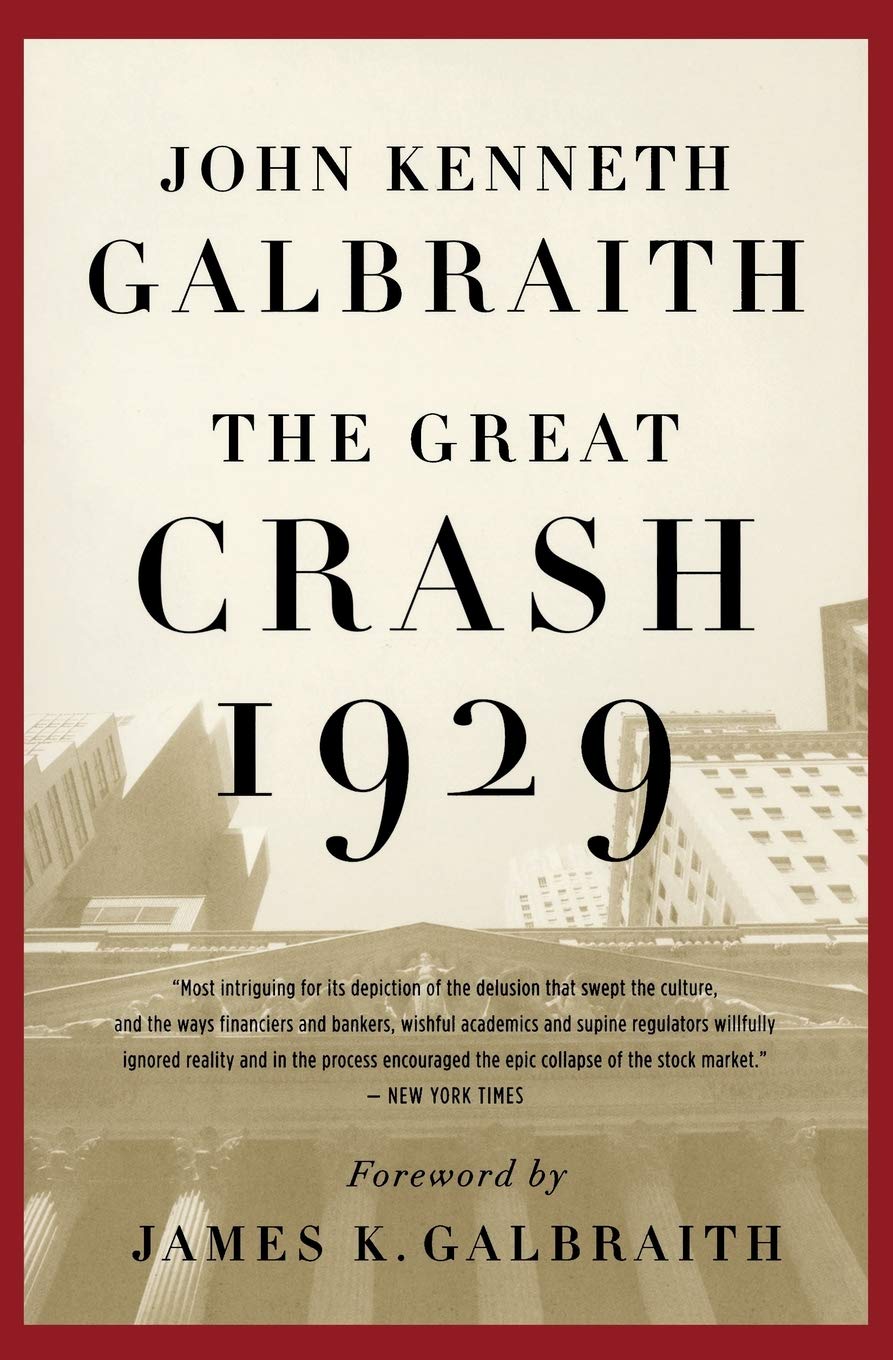 JOHN KENNETH
GALBRAITH
THE GREAT
CRASH
1929
“Most intriguing for its depiction of the delusion that swept the culture,
and the ways financiers and bankers, wishful academics and supine regulators willfully
ignored reality and in the process encouraged the epic collapse of the stock market.”
— NEW YORK TIMES
Foreword by
JAMES K. GALBRAITH